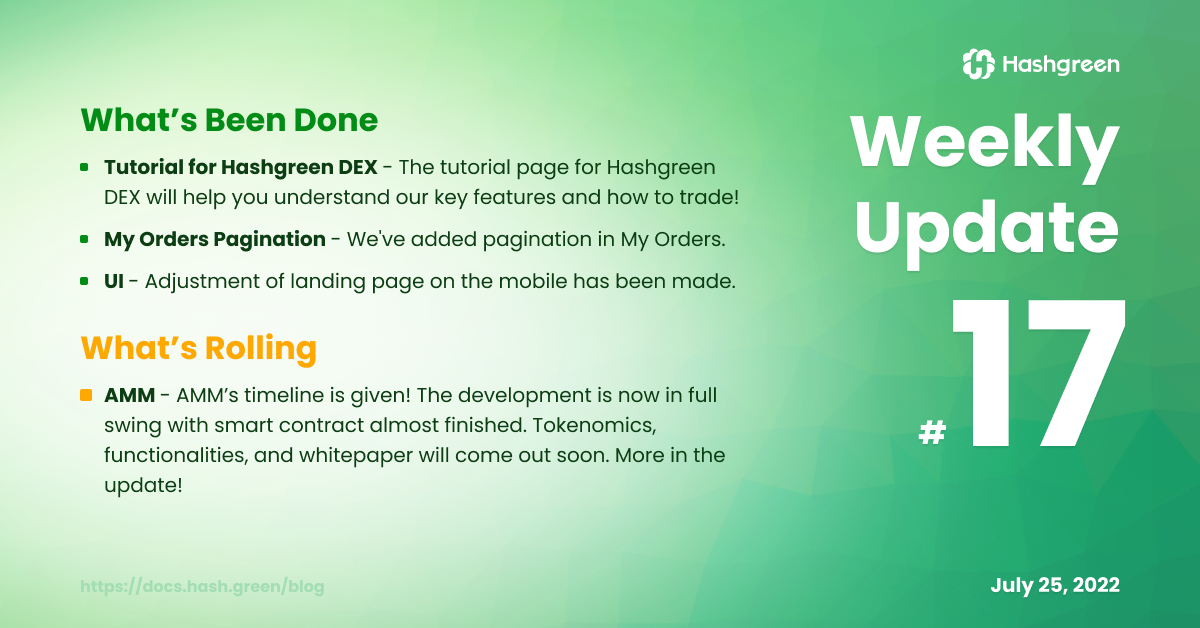 Hashgreen
Weekly
Update
#17
What’s Been Done
Tutorial for Hashgreen DEX - The tutorial page for Hashgreen
DEX will help you understand our key features and how to trade!
My Orders Pagination - We've added pagination in My Orders.
UI - Adjustment of landing page on the mobile has been made.
What’s Rolling
AMM - AMM’s timeline is given! The development is now in full
swing with smart contract almost finished. Tokenomics,
functionalities, and whitepaper will come out soon. More in the
update!
https://docs.hash.green/blog
July 25, 2022